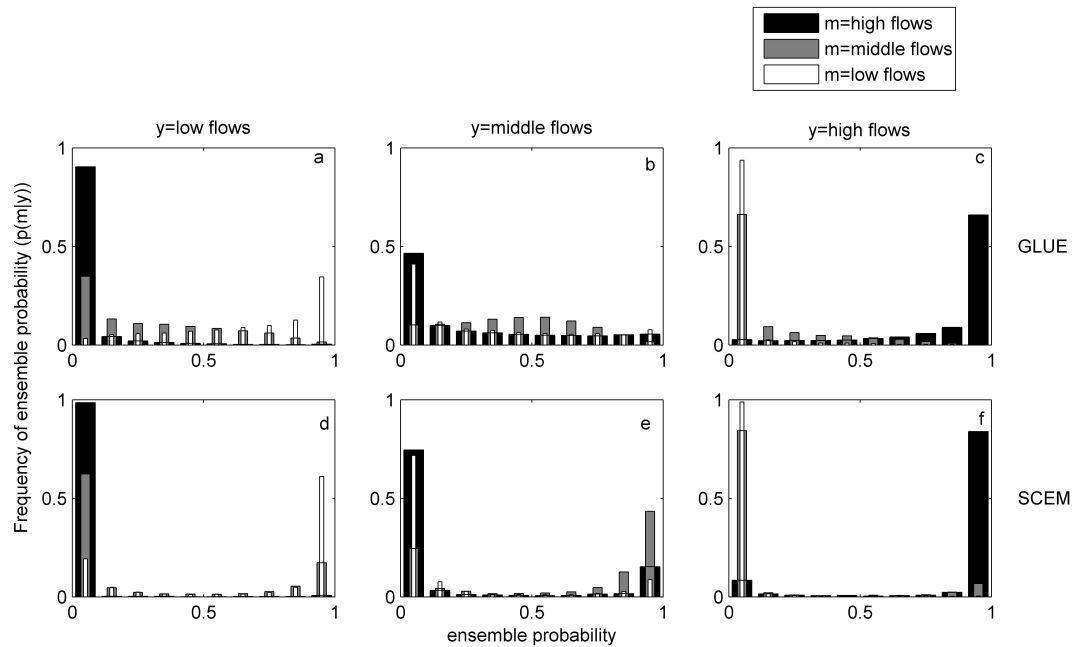 m=high flows
m=middle flows
m=low flows
y=low flows
y=middle flows
y=high flows
Frequency of ensemble probability (p(m|y))
1
0.5
0
a
0
0.5
1
1
0.5
0
b
0
0.5
1
1
0.5
0
c
0
0.5
1
GLUE
1
0.5
0
d
0
0.5
1
1
0.5
0
e
0
0.5
1
1
0.5
0
f
0
0.5
1
SCEM
ensemble probability